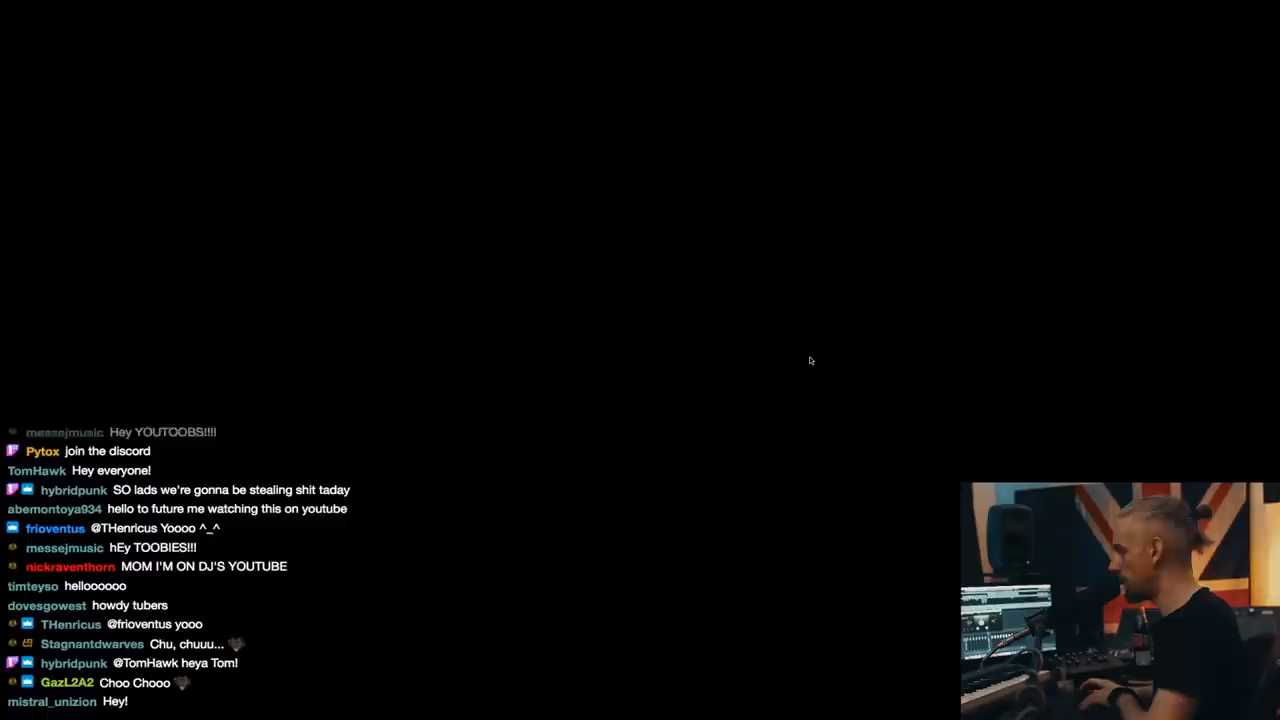 messejmusic Hey YOUTOOBS!!!!
Pytox join the discord
TomHawk Hey everyone!
hybridpunk SO lads we're gonna be stealing shit taday
abemontoya934 hello to future me watching this on youtube
frioventus @THenricus Yoooo ^_^
messejmusic hEy TOOBIES!!!
nickraventhorn MOM I'M ON DJ'S YOUTUBE
timteyso helloooooo
dovesgowest howdy tubers
THenricus @frioventus yooo
Stagnantdwarves Chu, chuuu...
hybridpunk @TomHawk heya Tom!
GazL2A2 Choo Chooo
mistral_unizion Hey!